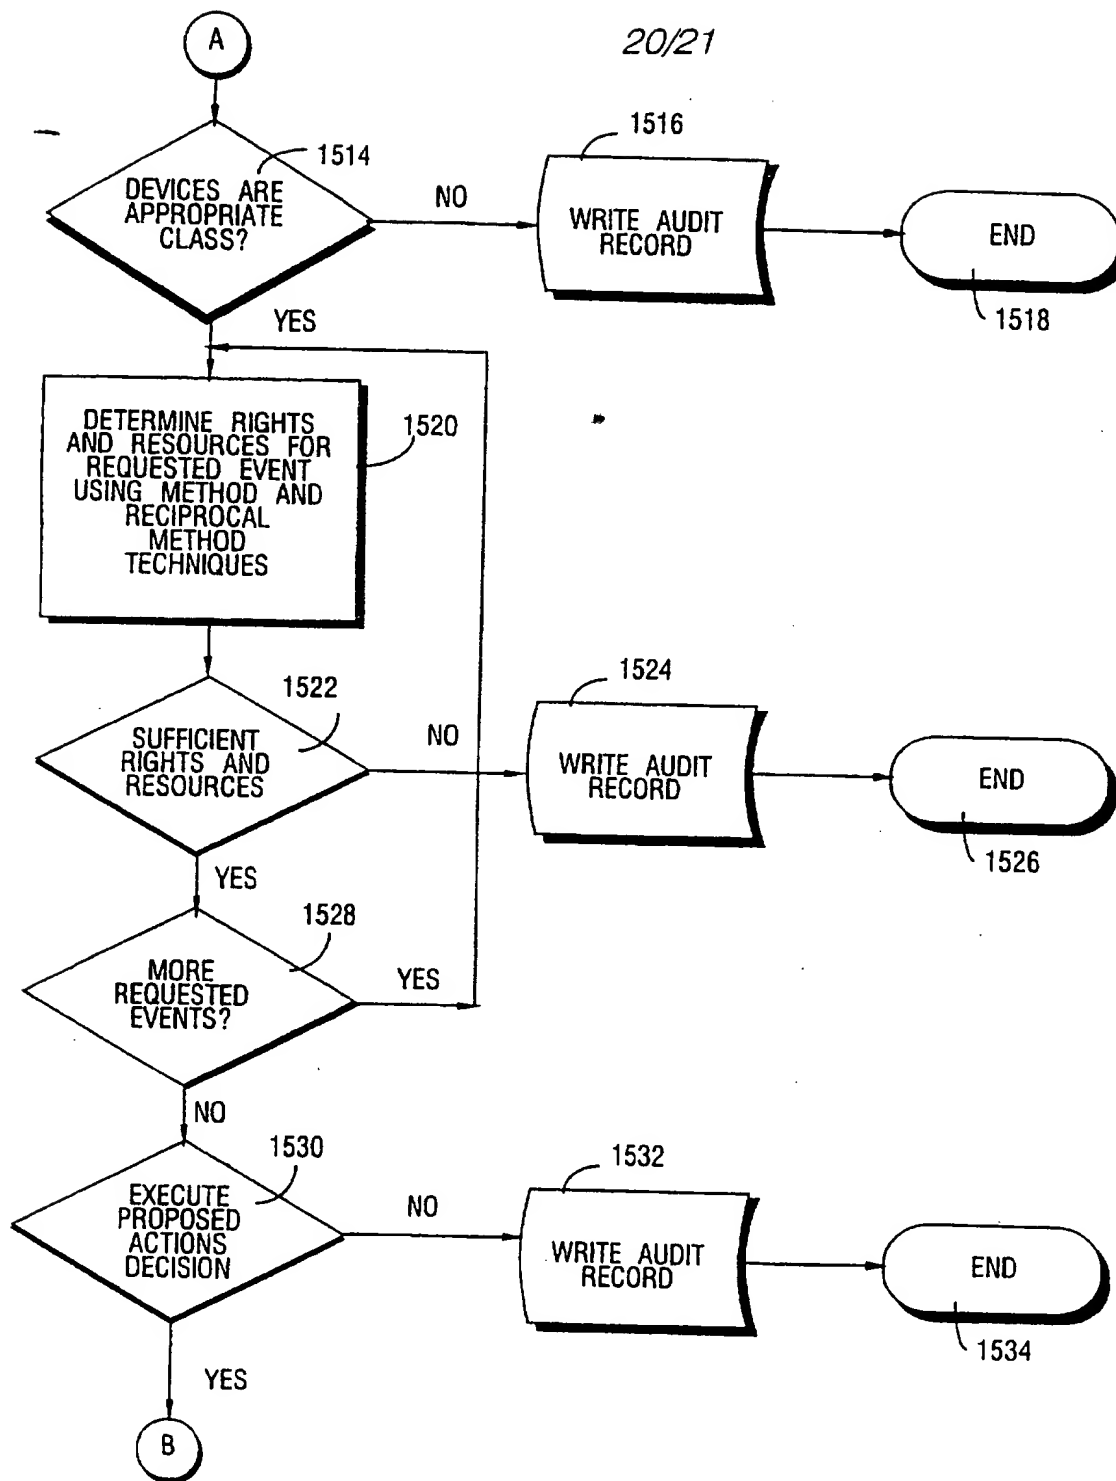 20/21
A
1514
DEVICES ARE
APPROPRIATE
CLASS?
NO
1516
WRITE AUDIT
RECORD
END
1518
YES
DETERMINE RIGHTS
AND RESOURCES FOR
REQUESTED EVENT
USING METHOD AND
RECIPROCAL
METHOD
TECHNIQUES
1520
1522
SUFFICIENT
RIGHTS AND
RESOURCES
NO
1524
WRITE AUDIT
RECORD
END
1526
YES
1528
MORE
REQUESTED
EVENTS?
YES
NO
1530
EXECUTE
PROPOSED
ACTIONS
DECISION
NO
1532
WRITE AUDIT
RECORD
END
1534
YES
B